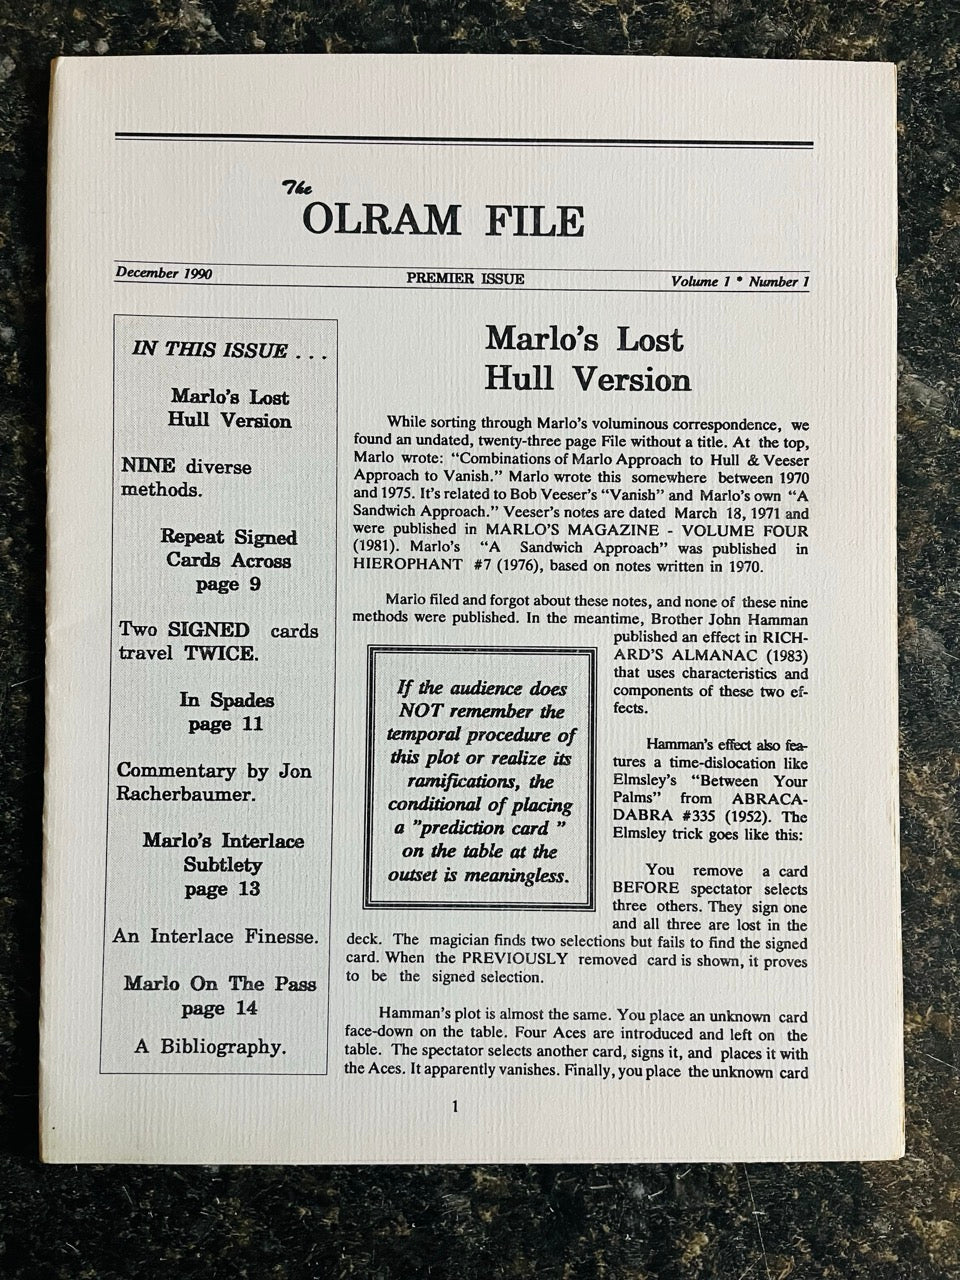 The
OLRAM FILE
December 1990
PREMIER ISSUE
Volume 1 * Number 1
IN THIS ISSUE . . .
Marlo's Lost
Hull Version
NINE diverse
methods.
Repeat Signed
Cards Across
page 9
Two SIGNED cards
travel TWICE.
In Spades
page 11
Commentary by Jon
Racherbaumer.
Marlo's Interlace
Subtlety
page 13
An Interlace Finesse.
Marlo On The Pass
page 14
A Bibliography.
Marlo's Lost
Hull Version
While sorting through Marlo's voluminous correspondence, we
found an undated, twenty-three page File without a title. At the top,
Marlo wrote: "Combinations of Marlo Approach to Hull & Veeser
Approach to Vanish." Marlo wrote this somewhere between 1970
and 1975. It's related to Bob Veeser's "Vanish" and Marlo's own "A
Sandwich Approach." Veeser's notes are dated March 18, 1971 and
were published in MARLO'S MAGAZINE - VOLUME FOUR
(1981). Marlo's "A Sandwich Approach" was published in
HIEROPHANT #7 (1976), based on notes written in 1970.
Marlo filed and forgot about these notes, and none of these nine
methods were published. In the meantime, Brother John Hamman
published an effect in RICH-
ARD'S ALMANAC (1983)
that uses characteristics and
components of these two ef-
fects.
If the audience does
NOT remember the
temporal procedure of
this plot or realize its
ramifications, the
conditional of placing
a "prediction card "
on the table at the
outset is meaningless.
Hamman's effect also fea-
tures a time-dislocation like
Elmsley's "Between Your
Palms" from ABRACA-
DABRA #335 (1952). The
Elmsley trick goes like this:
You remove a card
BEFORE spectator selects
three others. They sign one
and all three are lost in the
deck. The magician finds two selections but fails to find the signed
card. When the PREVIOUSLY removed card is shown, it proves
to be the signed selection.
Hamman's plot is almost the same. You place an unknown card
face-down on the table. Four Aces are introduced and left on the
table. The spectator selects another card, signs it, and places it with
the Aces. It apparently vanishes. Finally, you place the unknown card
1